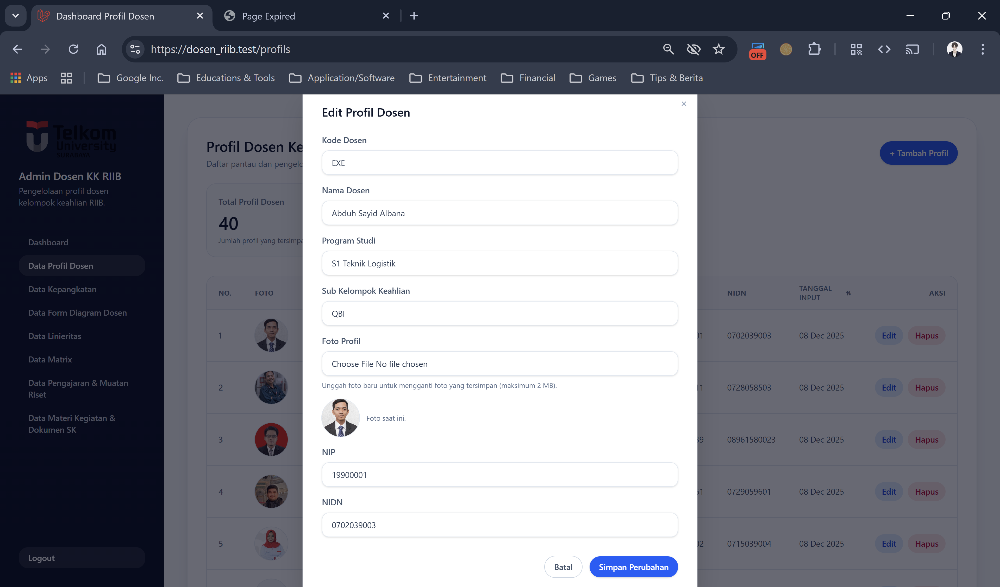 Dashboard Profil Dosen
Page Expired
https://dosen_riib.test/profils
OFF
Apps
Google Inc.
Educations & Tools
Application/Software
Entertainment
Financial
Games
Tips & Berita
Telkom
University
SURABAYA
Admin Dosen KK RIIB
Pengelolaan profil dosen
kelompok keahlian RIIB.
Dashboard
Data Profil Dosen
Data Kepangkatan
Data Form Diagram Dosen
Data Linieritas
Data Matrix
Data Pengajaran & Muatan
Riset
Data Materi Kegiatan &
Dokumen SK
Logout
Profil Dosen Ke
Daftar pantau dan pengelo
+ Tambah Profil
Total Profil Dosen
40
Jumlah profil yang tersimpa
NO.
FOTO
NIDN
TANGGAL
INPUT
AKSI
1
01
0702039003
08 Dec 2025
Edit
Hapus
2
11
0728058503
08 Dec 2025
Edit
Hapus
3
39
08961580023
08 Dec 2025
Edit
Hapus
4
61
0729059601
08 Dec 2025
Edit
Hapus
5
02
0715039004
08 Dec 2025
Edit
Hapus
Edit Profil Dosen
Kode Dosen
EXE
Nama Dosen
Abduh Sayid Albana
Program Studi
S1 Teknik Logistik
Sub Kelompok Keahlian
QBI
Foto Profil
Choose File No file chosen
Unggah foto baru untuk mengganti foto yang tersimpan (maksimum 2 MB).
Foto saat ini.
NIP
19900001
NIDN
0702039003
Batal
Simpan Perubahan